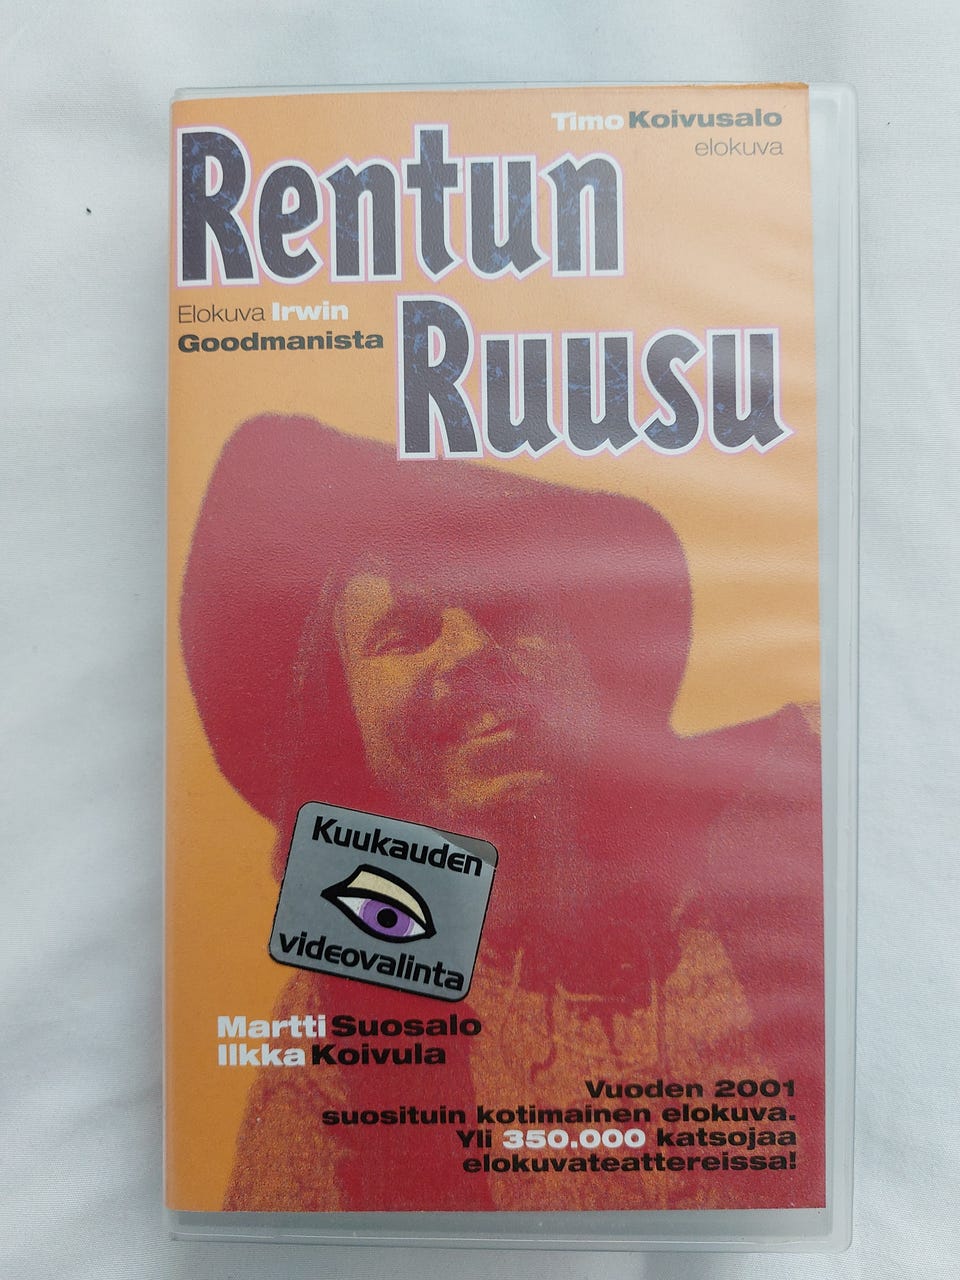 Timo Koivusalo
elokuva
Rentun
Elokuva Irwin
Goodmanista
Ruusu
Kuukauden
videovalinta
Martti Suosalo
Ilkka Koivula
Vuoden 2001
suosituin kotimainen elokuva.
Yli 350.000 katsojaa
elokuvateattereissa!